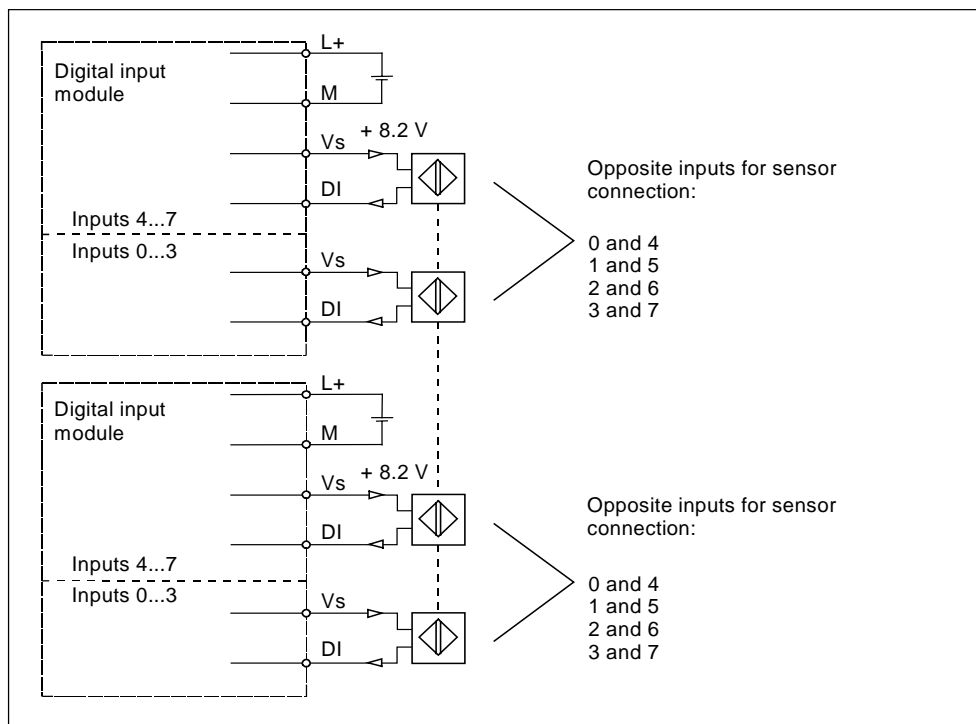 L+
Digital input
module
M
Vs
+ 8.2 V
DI
Inputs 4...7
Inputs 0...3
Vs
DI
Opposite inputs for sensor
connection:
0 and 4
1 and 5
2 and 6
3 and 7
L+
Digital input
module
M
Vs
+ 8.2 V
DI
Inputs 4...7
Inputs 0...3
Vs
DI
Opposite inputs for sensor
connection:
0 and 4
1 and 5
2 and 6
3 and 7